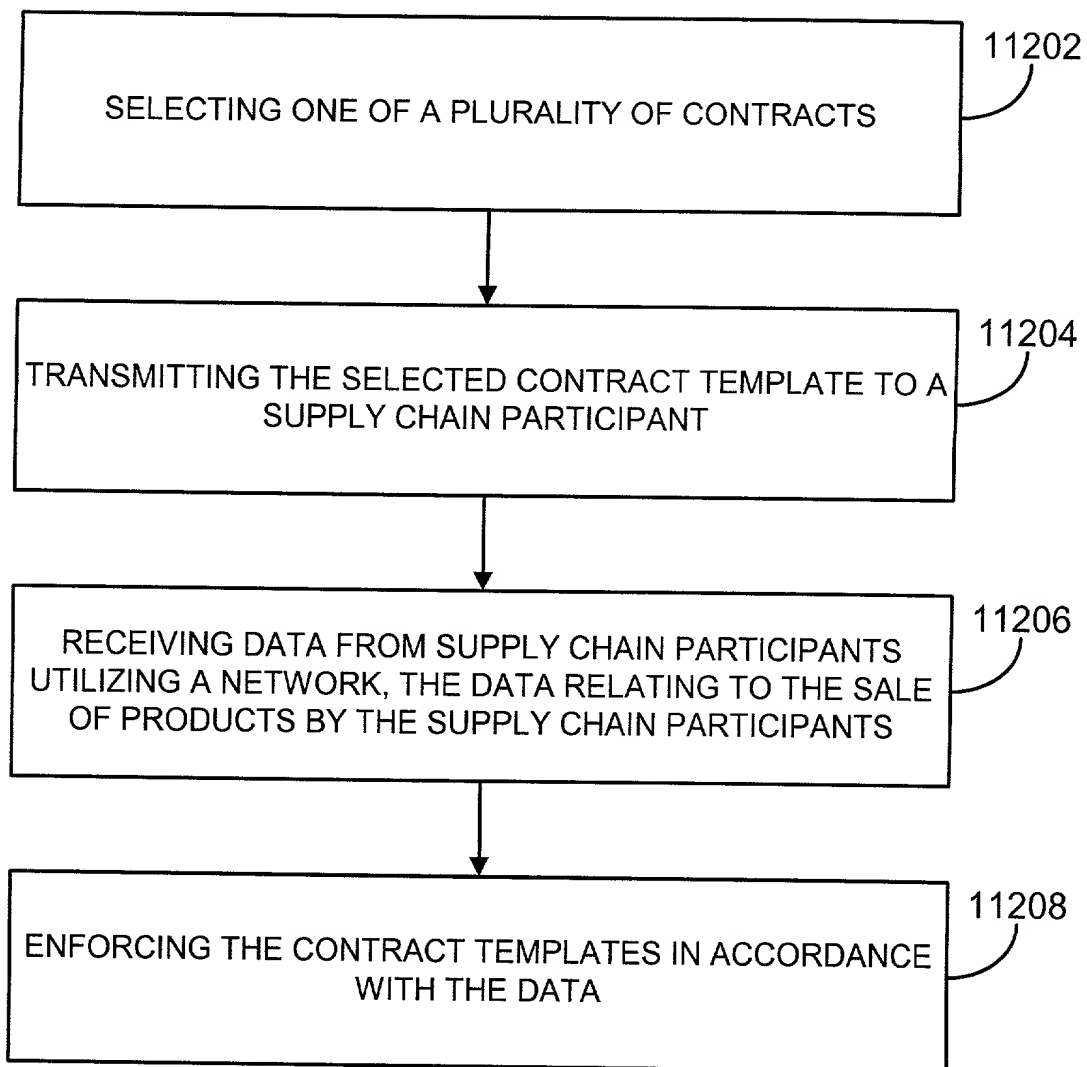 11202
SELECTING ONE OF A PLURALITY OF CONTRACTS
11204
TRANSMITTING THE SELECTED CONTRACT TEMPLATE TO A
SUPPLY CHAIN PARTICIPANT
11206
RECEIVING DATA FROM SUPPLY CHAIN PARTICIPANTS
UTILIZING A NETWORK, THE DATA RELATING TO THE SALE
OF PRODUCTS BY THE SUPPLY CHAIN PARTICIPANTS
11208
ENFORCING THE CONTRACT TEMPLATES IN ACCORDANCE
WITH THE DATA